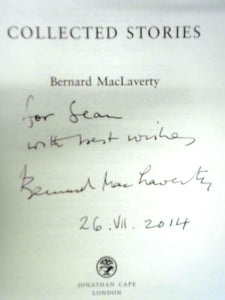 COLLECTED STORIES
Bernard MacLaverty
for Sean
with best wishes
Bernard MacLaverty
26.VII.2014
JONATHAN CAPE
LONDON